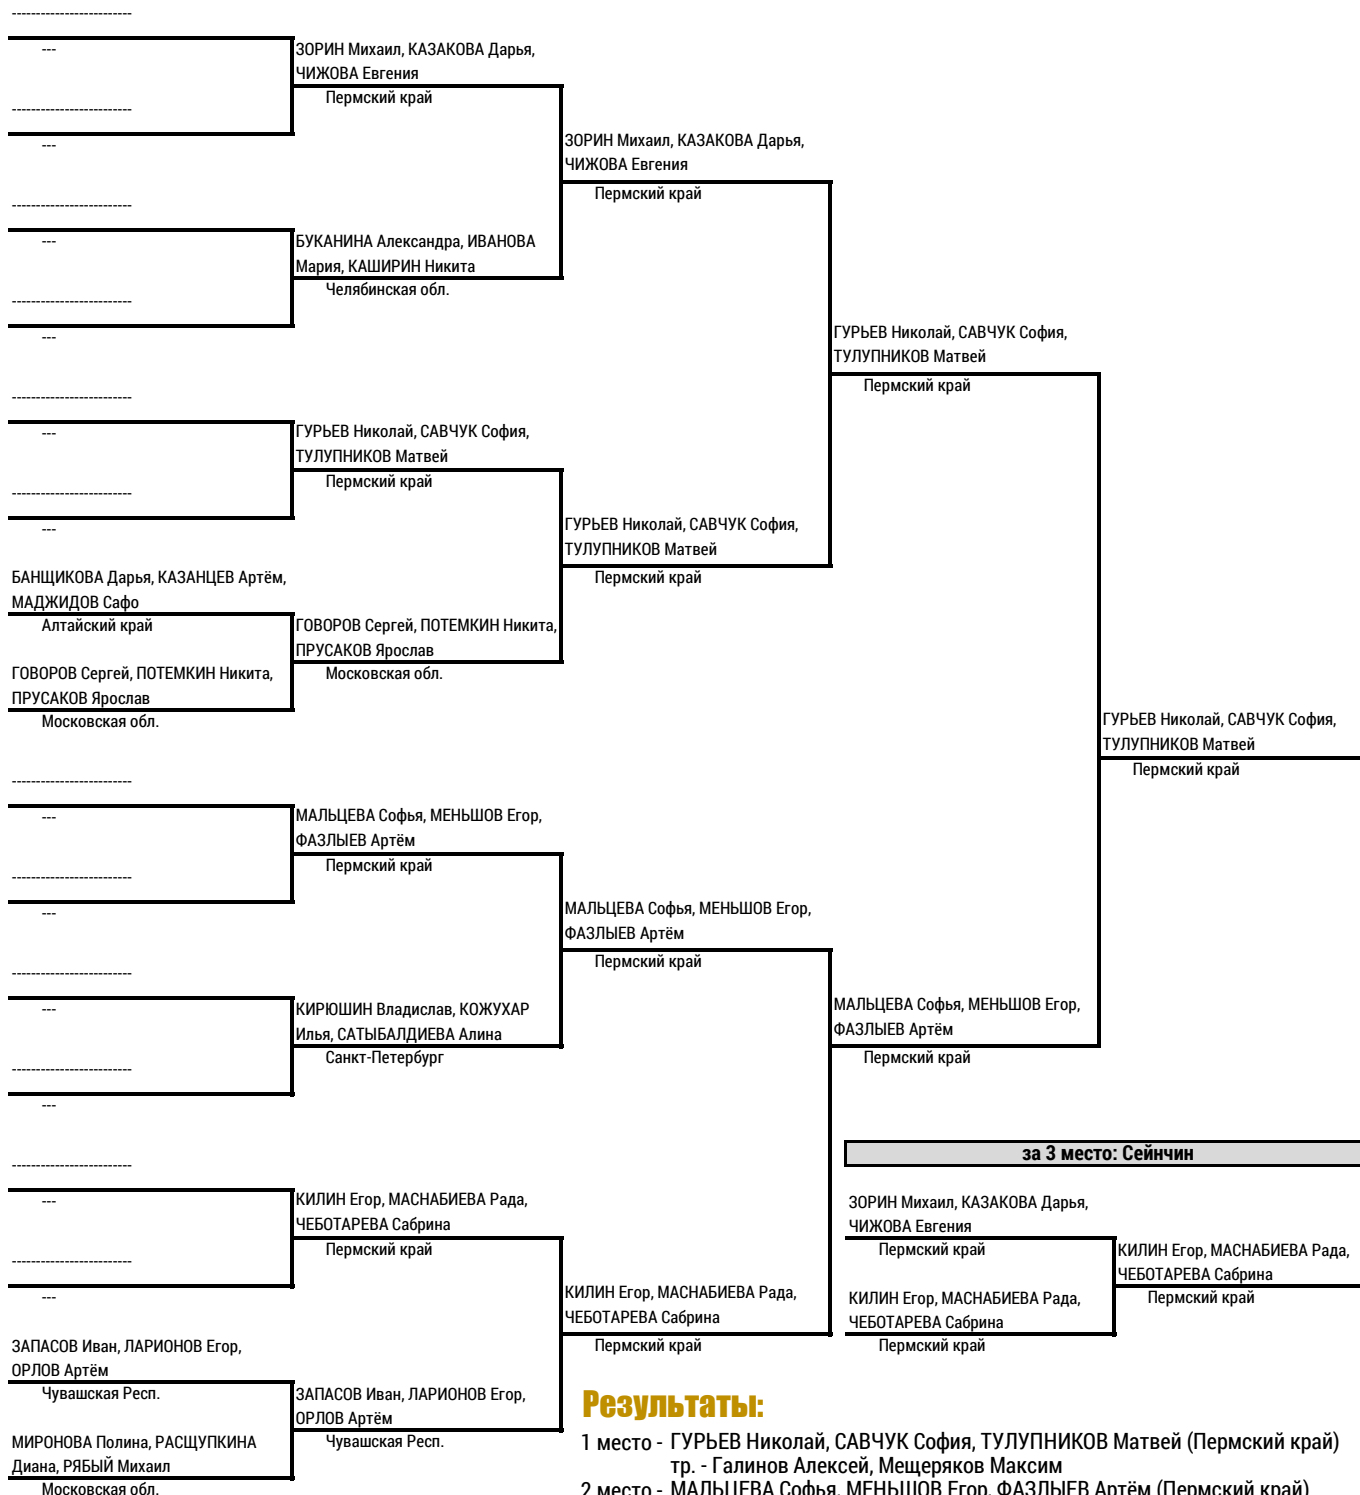 -------------------------
---
-------------------------
---
-------------------------
---
-------------------------
---
-------------------------
---
-------------------------
---
БАНЩИКОВА Дарья, КАЗАНЦЕВ Артём,
МАДЖИДОВ Сафо
Алтайский край
ГОВОРОВ Сергей, ПОТЕМКИН Никита,
ПРУСАКОВ Ярослав
Московская обл.
-------------------------
---
-------------------------
---
-------------------------
---
-------------------------
---
-------------------------
---
-------------------------
---
ЗАПАСОВ Иван, ЛАРИОНОВ Егор,
ОРЛОВ Артём
Чувашская Респ.
МИРОНОВА Полина, РАСЩУПКИНА
Диана, РЯБЫЙ Михаил
Московская обл.
ЗОРИН Михаил, КАЗАКОВА Дарья,
ЧИЖОВА Евгения
Пермский край
БУКАНИНА Александра, ИВАНОВА
Мария, КАШИРИН Никита
Челябинская обл.
ГУРЬЕВ Николай, САВЧУК София,
ТУЛУПНИКОВ Матвей
Пермский край
ГОВОРОВ Сергей, ПОТЕМКИН Никита,
ПРУСАКОВ Ярослав
Московская обл.
МАЛЬЦЕВА Софья, МЕНЬШОВ Егор,
ФАЗЛЫЕВ Артём
Пермский край
КИРЮШИН Владислав, КОЖУХАР
Илья, САТЫБАЛДИЕВА Алина
Санкт-Петербург
КИЛИН Егор, МАСНАБИЕВА Рада,
ЧЕБОТАРЕВА Сабрина
Пермский край
ЗАПАСОВ Иван, ЛАРИОНОВ Егор,
ОРЛОВ Артём
Чувашская Респ.
ЗОРИН Михаил, КАЗАКОВА Дарья,
ЧИЖОВА Евгения
Пермский край
ГУРЬЕВ Николай, САВЧУК София,
ТУЛУПНИКОВ Матвей
Пермский край
МАЛЬЦЕВА Софья, МЕНЬШОВ Егор,
ФАЗЛЫЕВ Артём
Пермский край
КИЛИН Егор, МАСНАБИЕВА Рада,
ЧЕБОТАРЕВА Сабрина
Пермский край
ГУРЬЕВ Николай, САВЧУК София,
ТУЛУПНИКОВ Матвей
Пермский край
МАЛЬЦЕВА Софья, МЕНЬШОВ Егор,
ФАЗЛЫЕВ Артём
Пермский край
ГУРЬЕВ Николай, САВЧУК София,
ТУЛУПНИКОВ Матвей
Пермский край
за 3 место: Сейнчин
ЗОРИН Михаил, КАЗАКОВА Дарья,
ЧИЖОВА Евгения
Пермский край
КИЛИН Егор, МАСНАБИЕВА Рада,
ЧЕБОТАРЕВА Сабрина
Пермский край
КИЛИН Егор, МАСНАБИЕВА Рада,
ЧЕБОТАРЕВА Сабрина
Пермский край
Результаты:
1 место - ГУРЬЕВ Николай, САВЧУК София, ТУЛУПНИКОВ Матвей (Пермский край)
тр. - Галинов Алексей, Мещеряков Максим
2 место - МАЛЬЦЕВА Софья, МЕНЬШОВ Егор, ФАЗЛЫЕВ Артём (Пермский край)